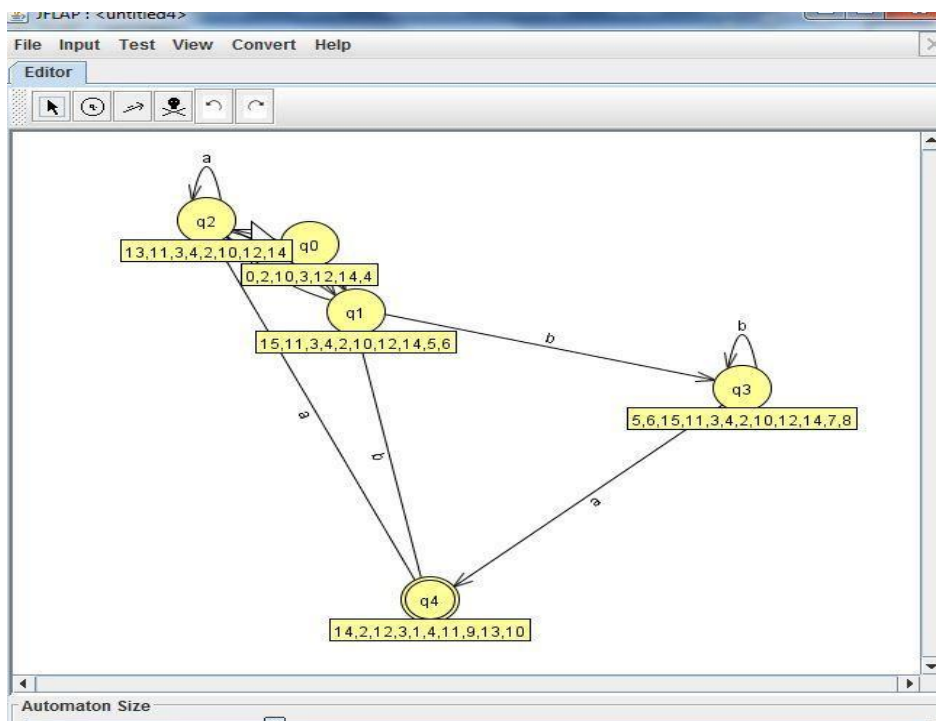 JFLAP : <untitled4>
File Input Test View Convert Help
Editor
a
q2
13,11,3,4,2,10,12,14
q0
0,2,10,3,12,14,4
q1
15,11,3,4,2,10,12,14,5,6
b
b
q3
5,6,15,11,3,4,2,10,12,14,7,8
a
b
a
q4
14,2,12,3,1,4,11,9,13,10
Automaton Size